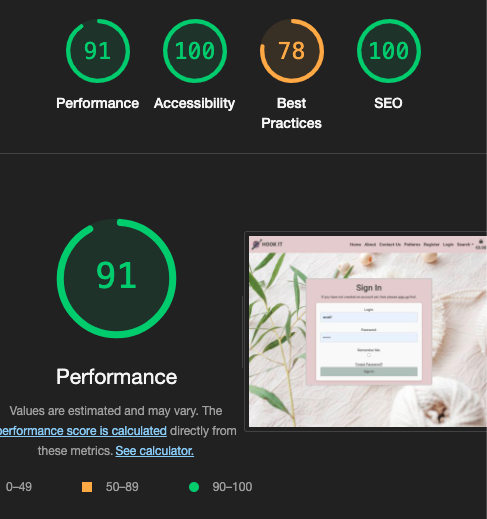 91
100
78
100
Performance
Accessibility
Best
Practices
SEO
91
Performance
Values are estimated and may vary. The
performance score is calculated directly from
these metrics. See calculator.
0–49
50–89
90–100
HOOK IT
Home About Contact Us Patterns Register Login Search
Sign In
If you have not created an account yet, then please sign up first.
Login
Password
Remember Me
Forgot Password?
Sign In